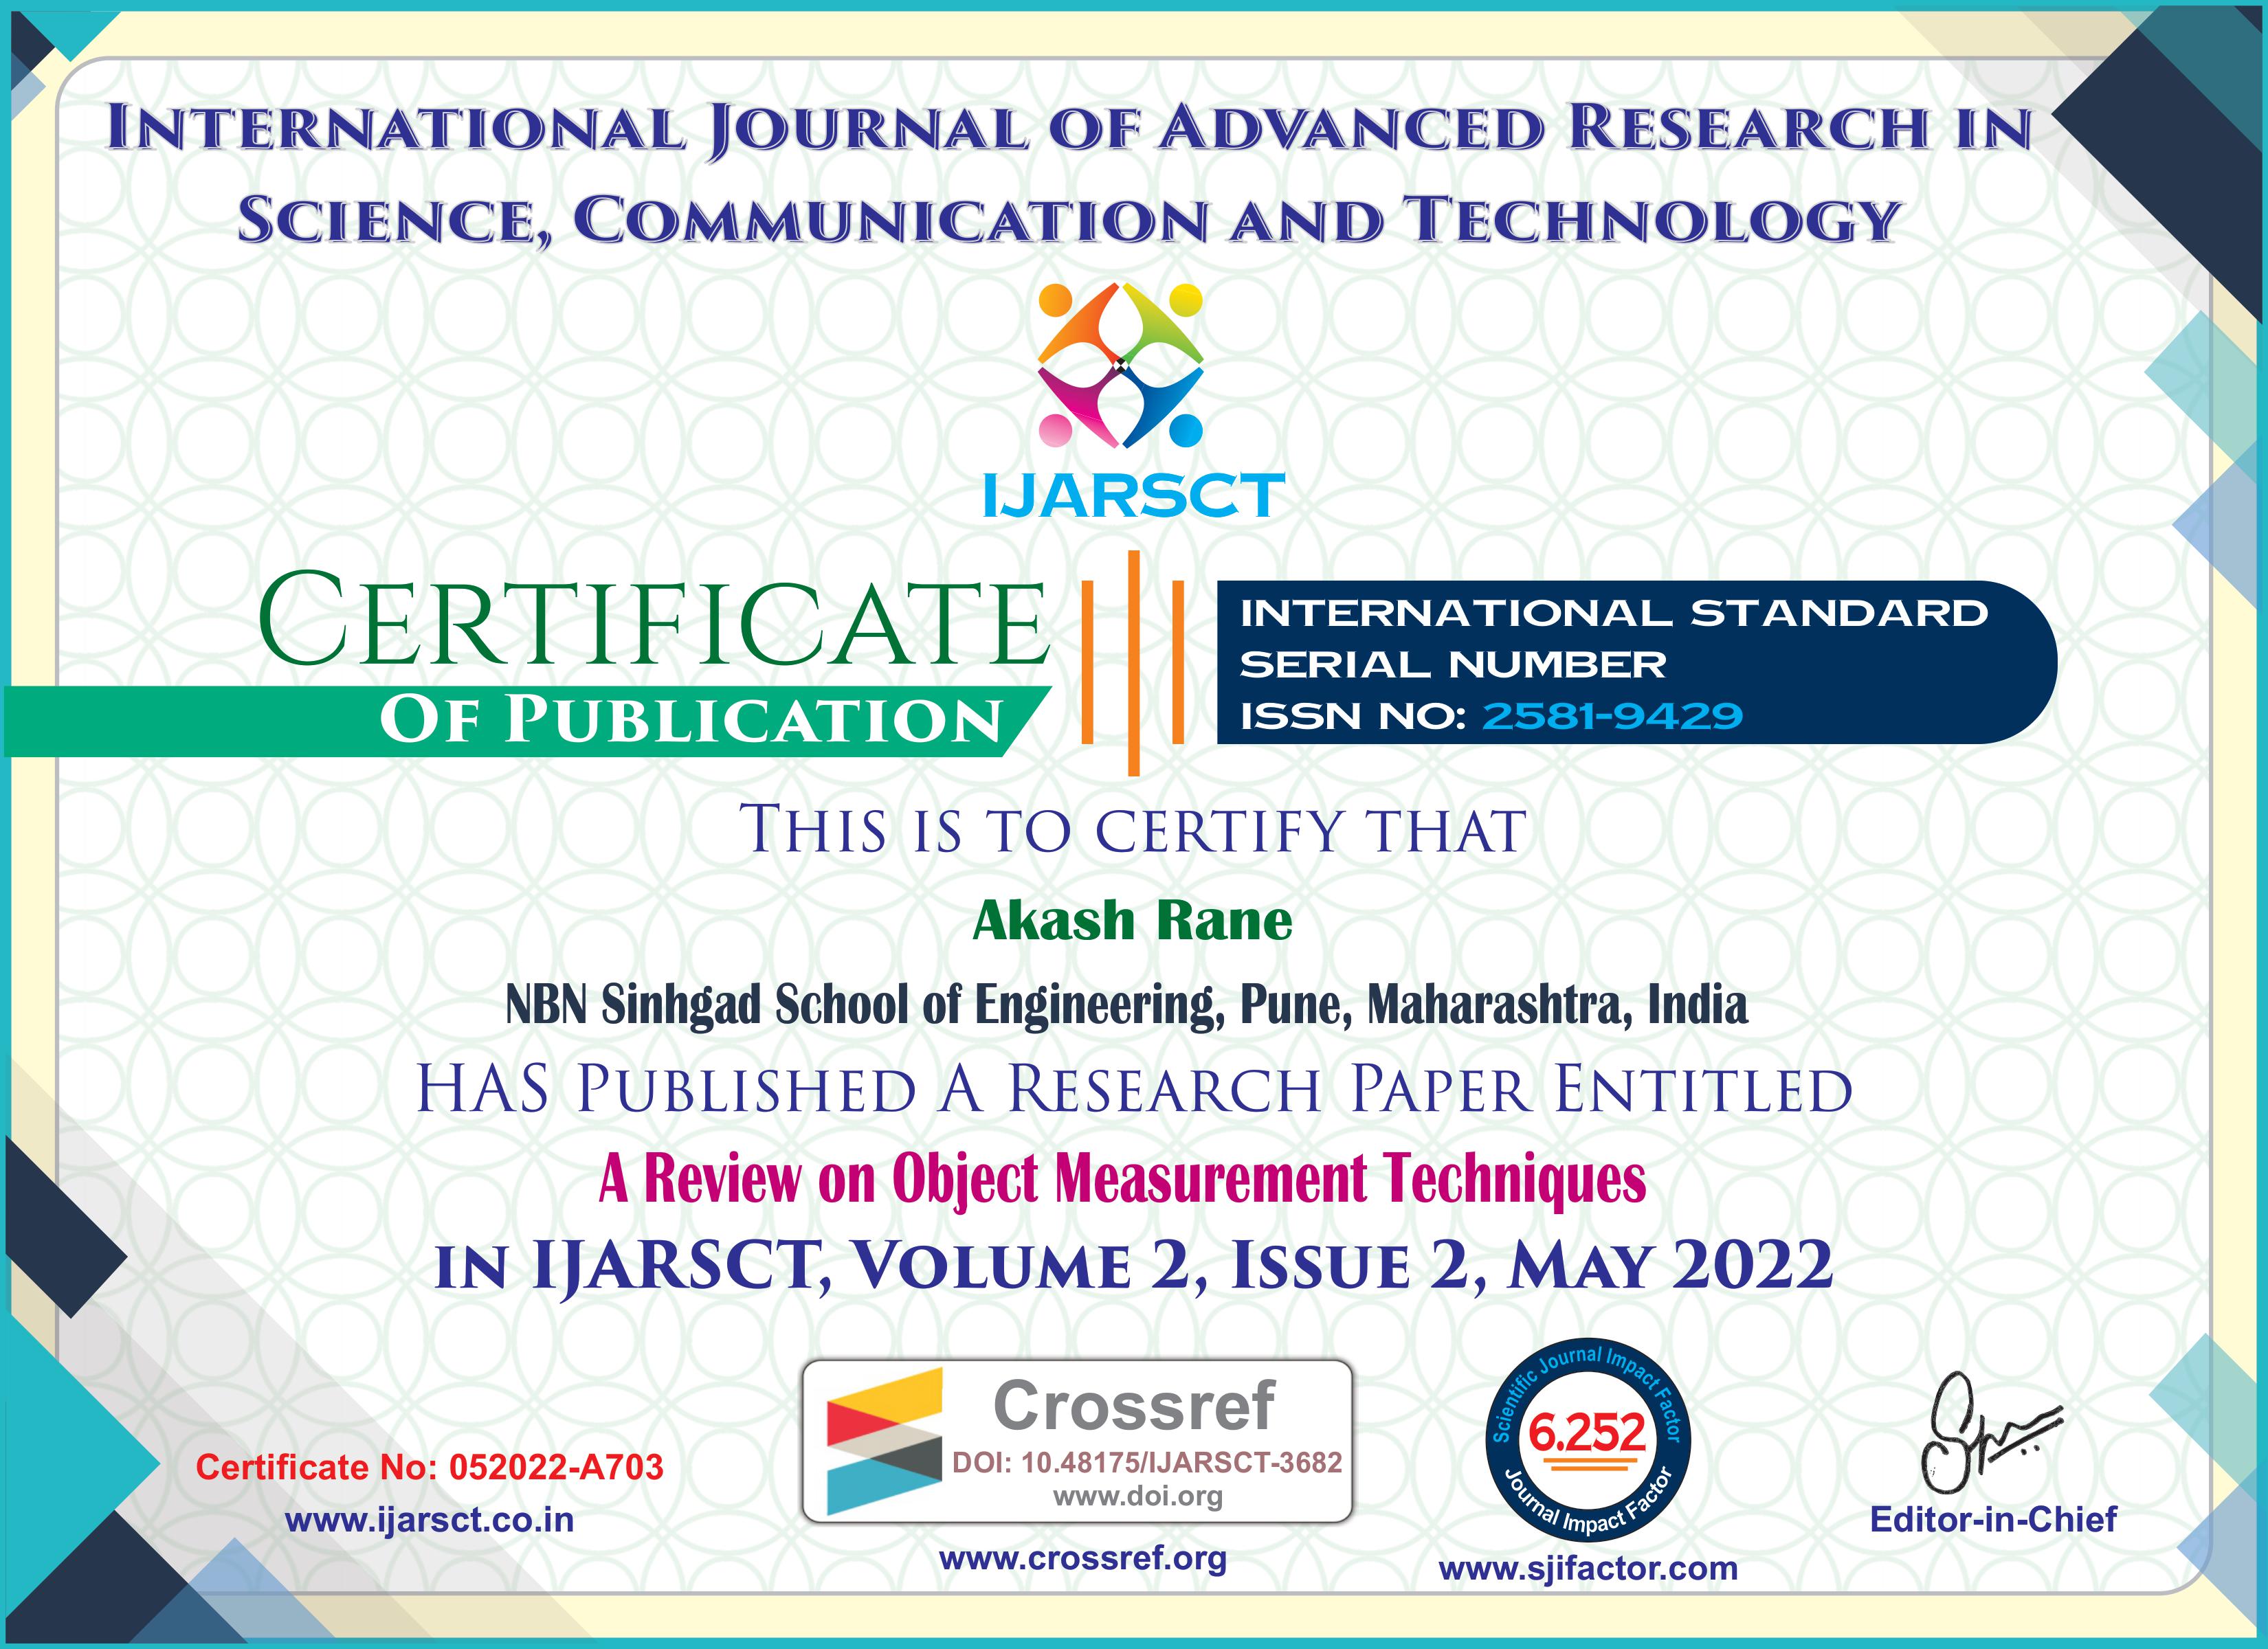 International Journal of Advanced Research in
Science, Communication and Technology
IJARSCT
Certificate
Of Publication
INTERNATIONAL STANDARD
SERIAL NUMBER
ISSN NO: 2581-9429
This is to certify that
Akash Rane
NBN Sinhgad School of Engineering, Pune, Maharashtra, India
has Published A Research Paper Entitled
A Review on Object Measurement Techniques
in IJARSCT, Volume 2, Issue 2, May 2022
Certificate No: 052022-A703
www.ijarsct.co.in
Crossref
DOI: 10.48175/IJARSCT-3682
www.doi.org
www.crossref.org
Scientific Journal Impact Factor
6.252
Journal Impact Factor
www.sjifactor.com
Editor-in-Chief